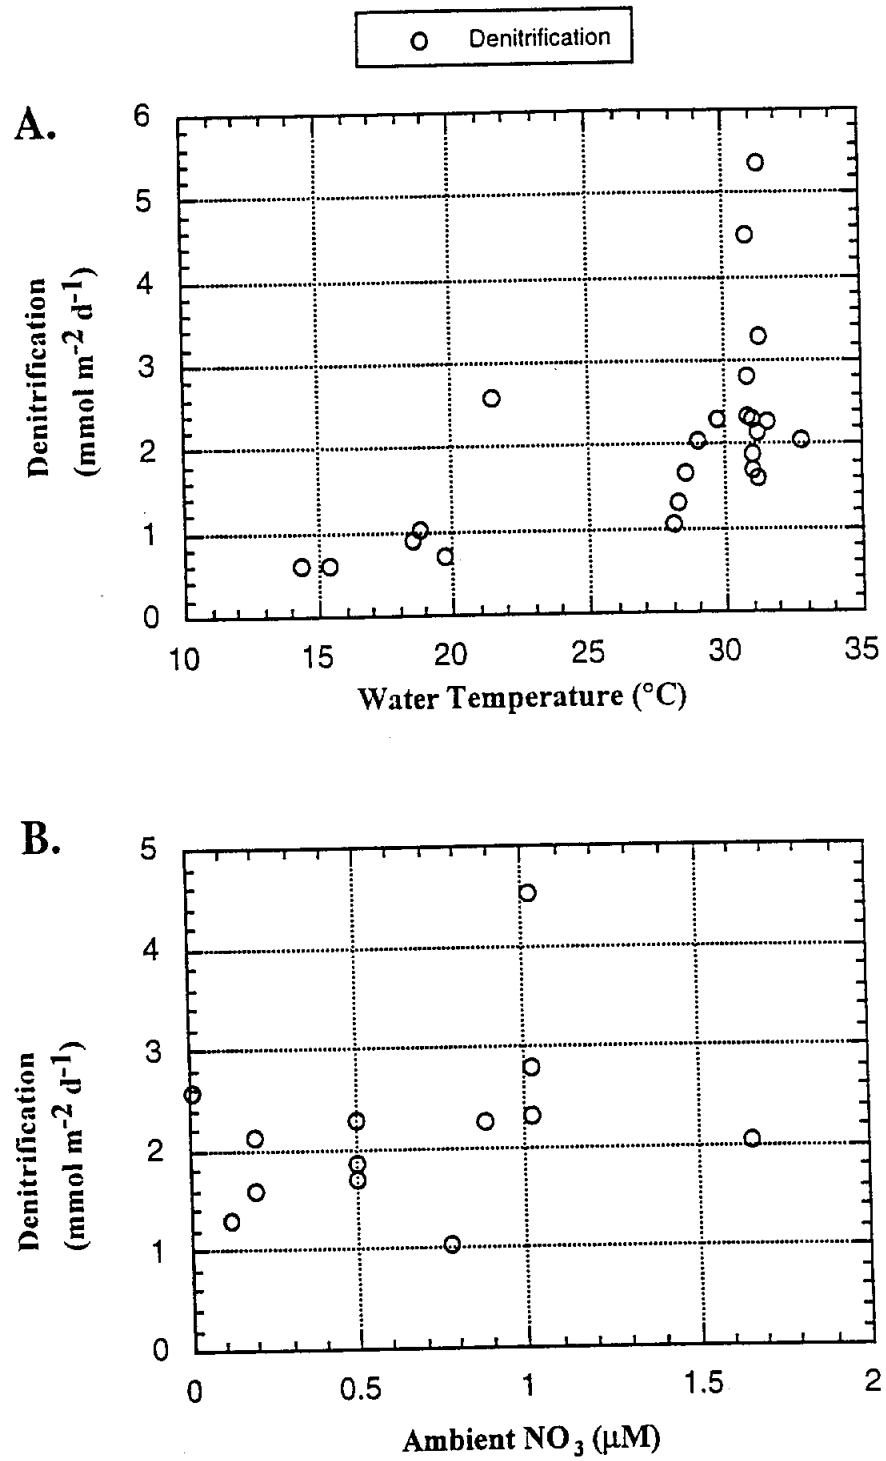 Denitrification
A.
6
5
4
3
2
1
0
Denitrification
(mmol m⁻² d⁻¹)
10 15 20 25 30 35
Water Temperature (°C)
B.
5
4
3
2
1
0
Denitrification
(mmol m⁻² d⁻¹)
0 0.5 1 1.5 2
Ambient NO₃ (μM)